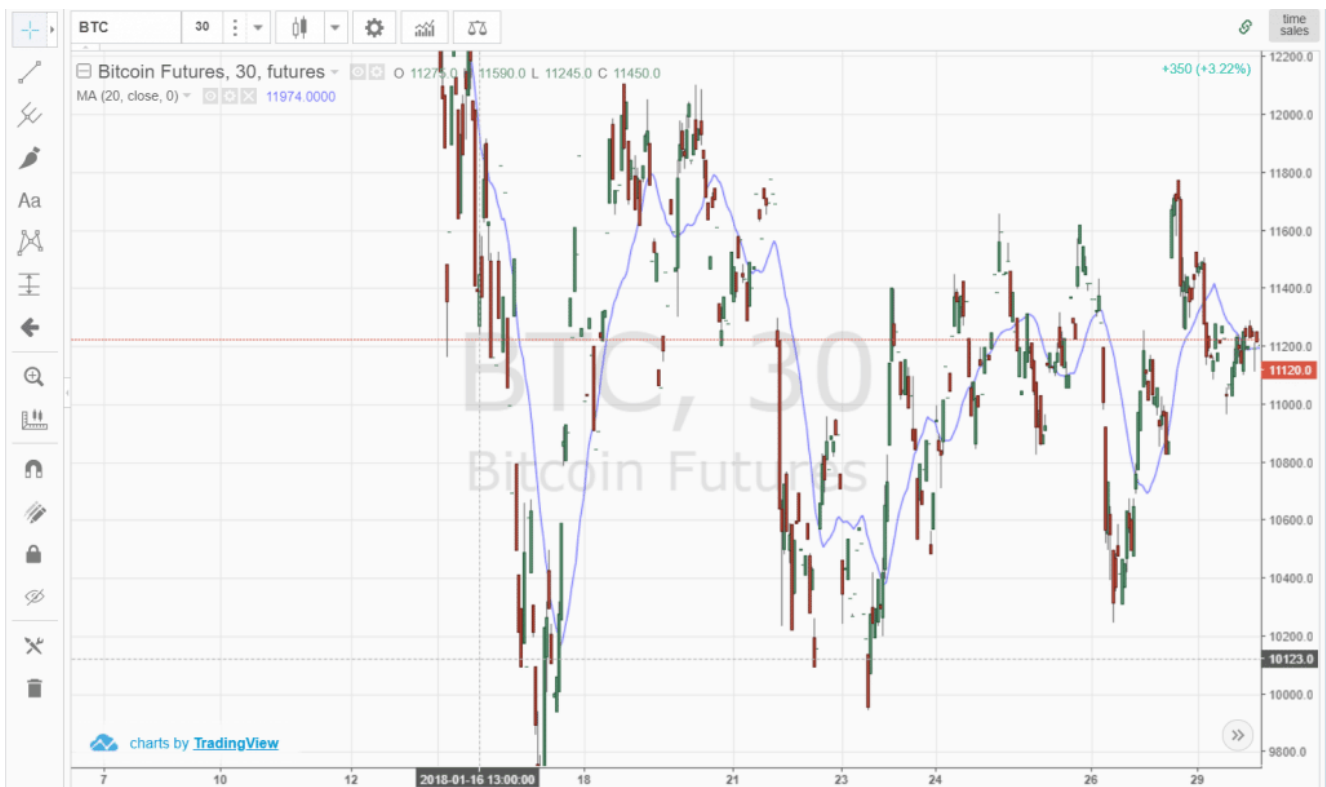 BTC 30 time sales
Bitcoin Futures, 30, futures O 11275.0 H 11590.0 L 11245.0 C 11450.0 +350 (+3.22%)
MA (20, close, 0) 11974.0000
Aa
12200.0
12000.0
11800.0
11600.0
11400.0
11200.0
11120.0
11000.0
10800.0
10600.0
10400.0
10200.0
10123.0
10000.0
9800.0
BTC, 30
Bitcoin Futures
charts by TradingView
7 10 12 2018-01-16 13:00:00 18 21 23 24 26 29